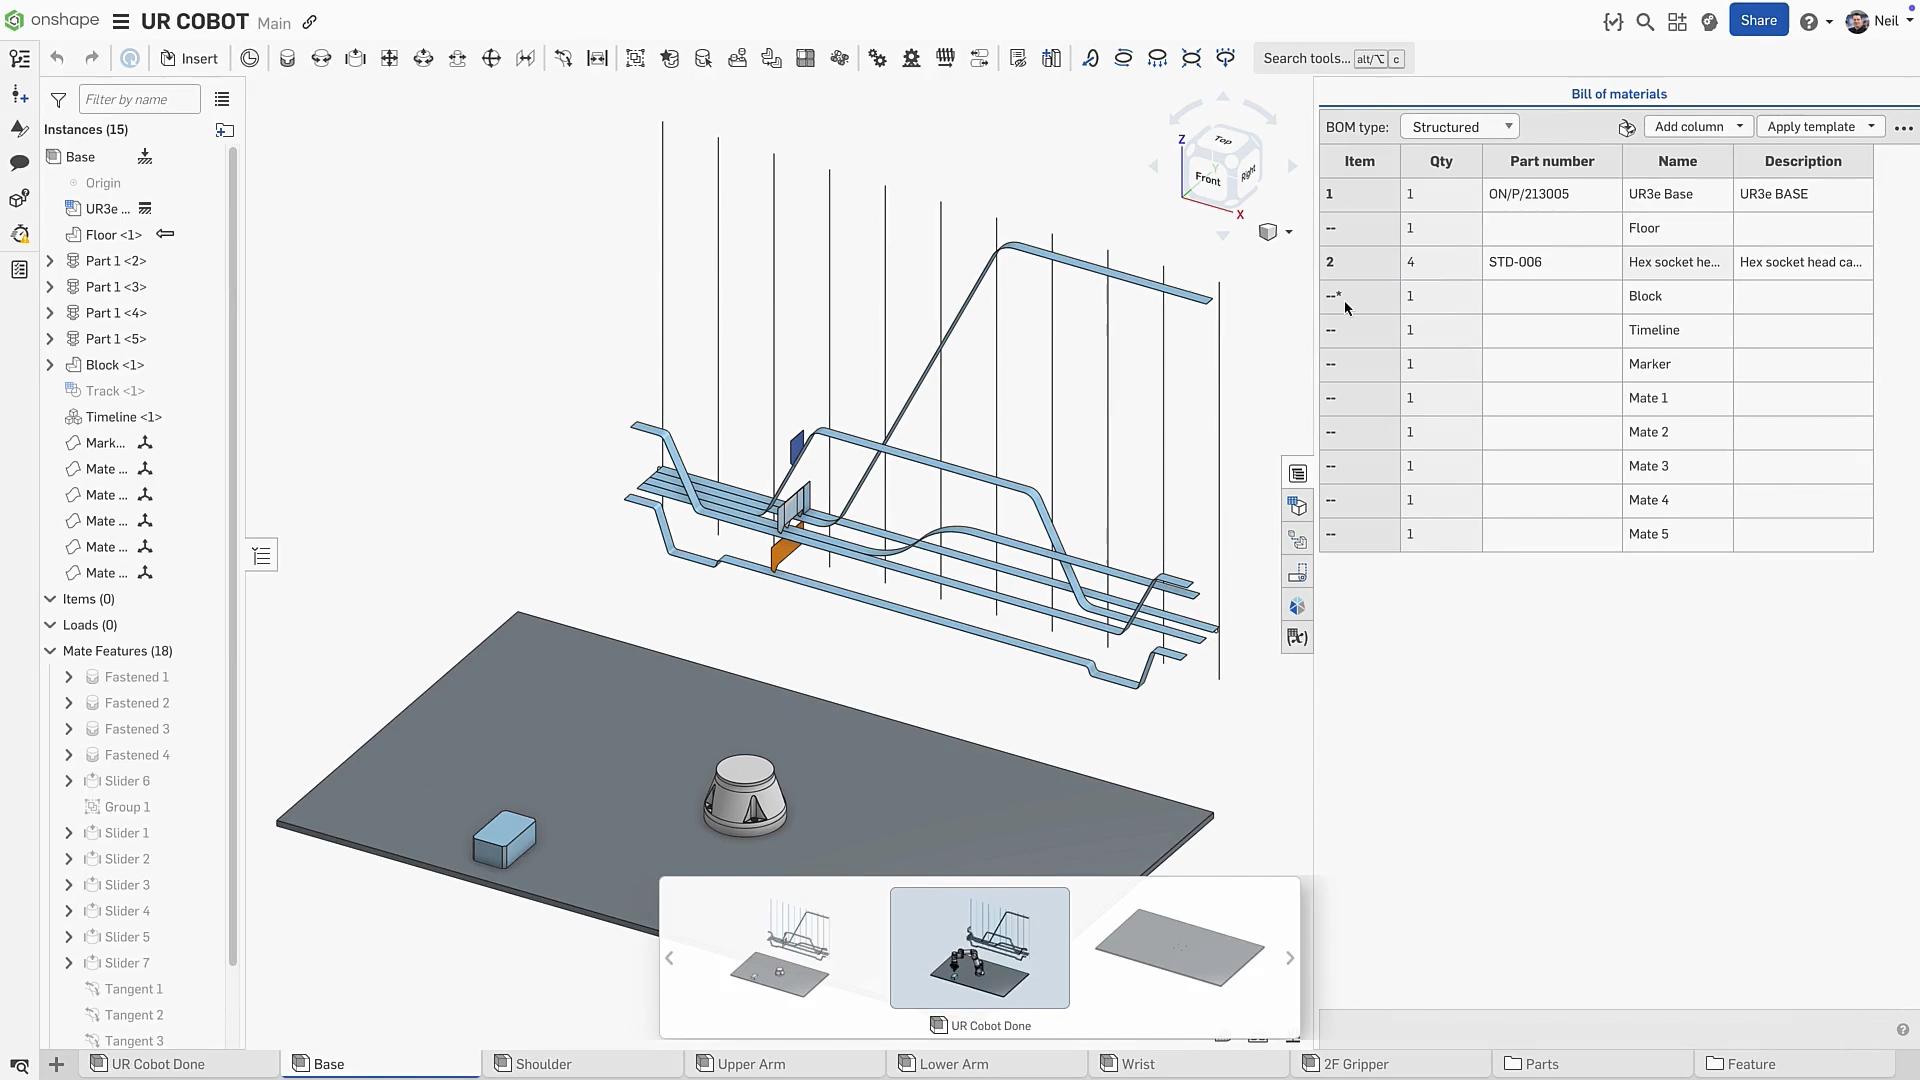 onshape UR COBOT Main Share Neil
Insert Search tools... alt/⌥ c
Filter by name
Instances (15)
Base
Origin
UR3e ...
Floor <1>
Part 1 <2>
Part 1 <3>
Part 1 <4>
Part 1 <5>
Block <1>
Track <1>
Timeline <1>
Mark...
Mate ...
Mate ...
Mate ...
Mate ...
Mate ...
Items (0)
Loads (0)
Mate Features (18)
Fastened 1
Fastened 2
Fastened 3
Fastened 4
Slider 6
Group 1
Slider 1
Slider 2
Slider 3
Slider 4
Slider 5
Slider 7
Tangent 1
Tangent 2
Tangent 3
Z
Top
Y
Front Right
X
Bill of materials
BOM type: Structured Add column Apply template
Item Qty Part number Name Description
1 1 ON/P/213005 UR3e Base UR3e BASE
-- 1 Floor
2 4 STD-006 Hex socket he... Hex socket head ca...
--* 1 Block
-- 1 Timeline
-- 1 Marker
-- 1 Mate 1
-- 1 Mate 2
-- 1 Mate 3
-- 1 Mate 4
-- 1 Mate 5
UR Cobot Done
UR Cobot Done Base Shoulder Upper Arm Lower Arm Wrist 2F Gripper Parts Feature